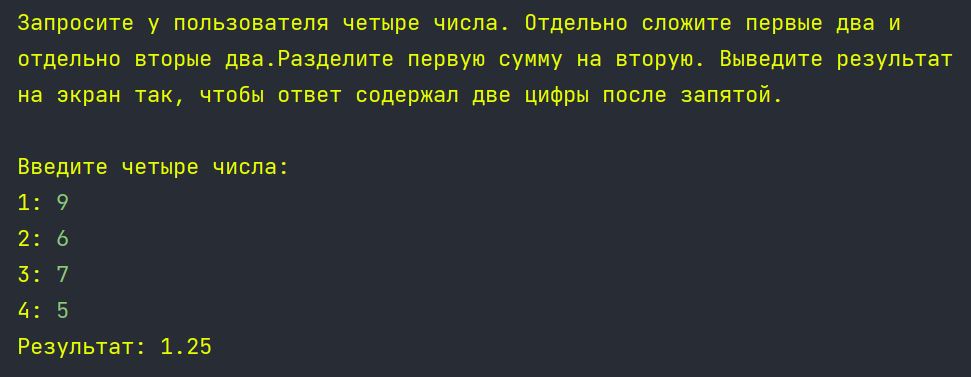 Запросите у пользователя четыре числа. Отдельно сложите первые два и
отдельно вторые два.Разделите первую сумму на вторую. Выведите результат
на экран так, чтобы ответ содержал две цифры после запятой.
Введите четыре числа:
1: 9
2: 6
3: 7
4: 5
Результат: 1.25